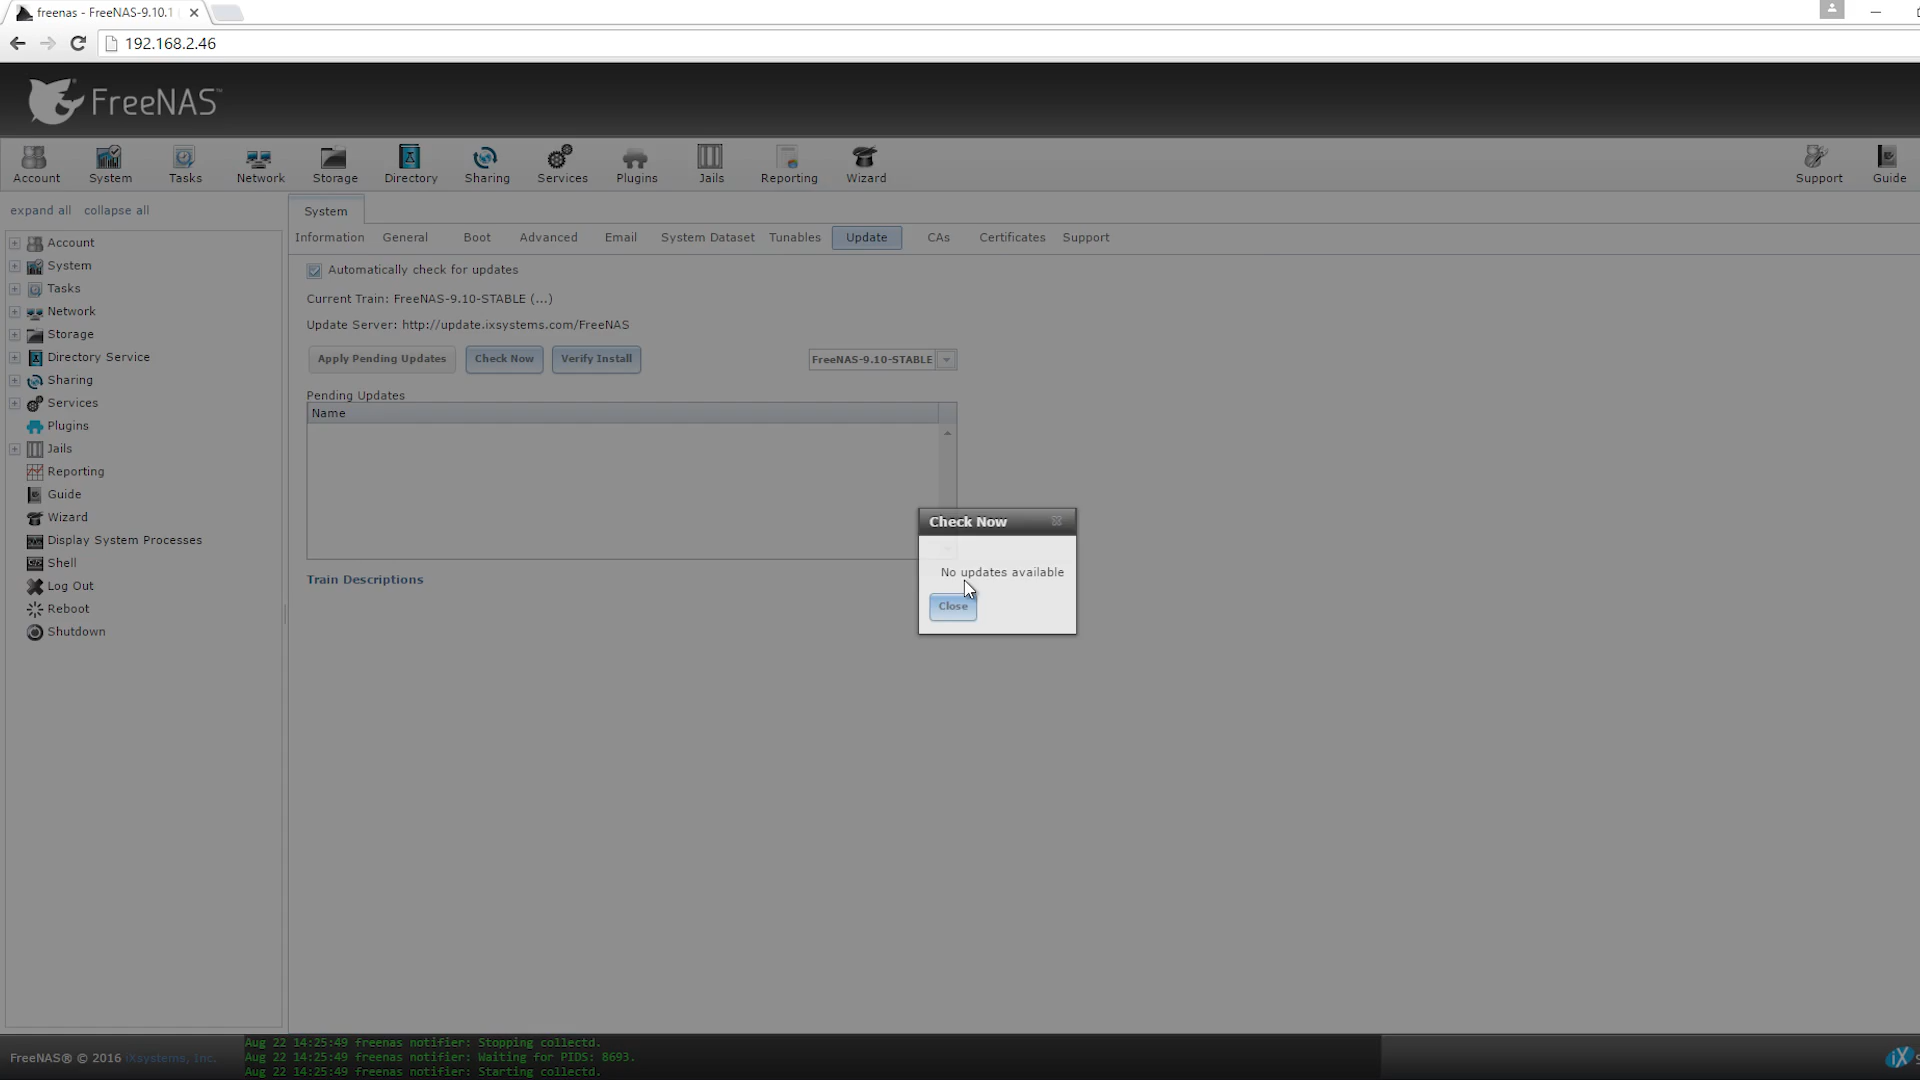 freenas - FreeNAS-9.10.1
192.168.2.46
FreeNAS™
Account System Tasks Network Storage Directory Sharing Services Plugins Jails Reporting Wizard Support Guide
expand all collapse all
System
Information General Boot Advanced Email System Dataset Tunables Update CAs Certificates Support
Account
System
Tasks
Network
Storage
Directory Service
Sharing
Services
Plugins
Jails
Reporting
Guide
Wizard
Display System Processes
Shell
Log Out
Reboot
Shutdown
Automatically check for updates
Current Train: FreeNAS-9.10-STABLE (...)
Update Server: http://update.ixsystems.com/FreeNAS
Apply Pending Updates Check Now Verify Install FreeNAS-9.10-STABLE
Pending Updates
Name
Train Descriptions
Check Now
No updates available
Close
FreeNAS® © 2016 iXsystems, Inc.
Aug 22 14:25:49 freenas notifier: Stopping collectd.
Aug 22 14:25:49 freenas notifier: Waiting for PIDS: 8693.
Aug 22 14:25:49 freenas notifier: Starting collectd.
iX